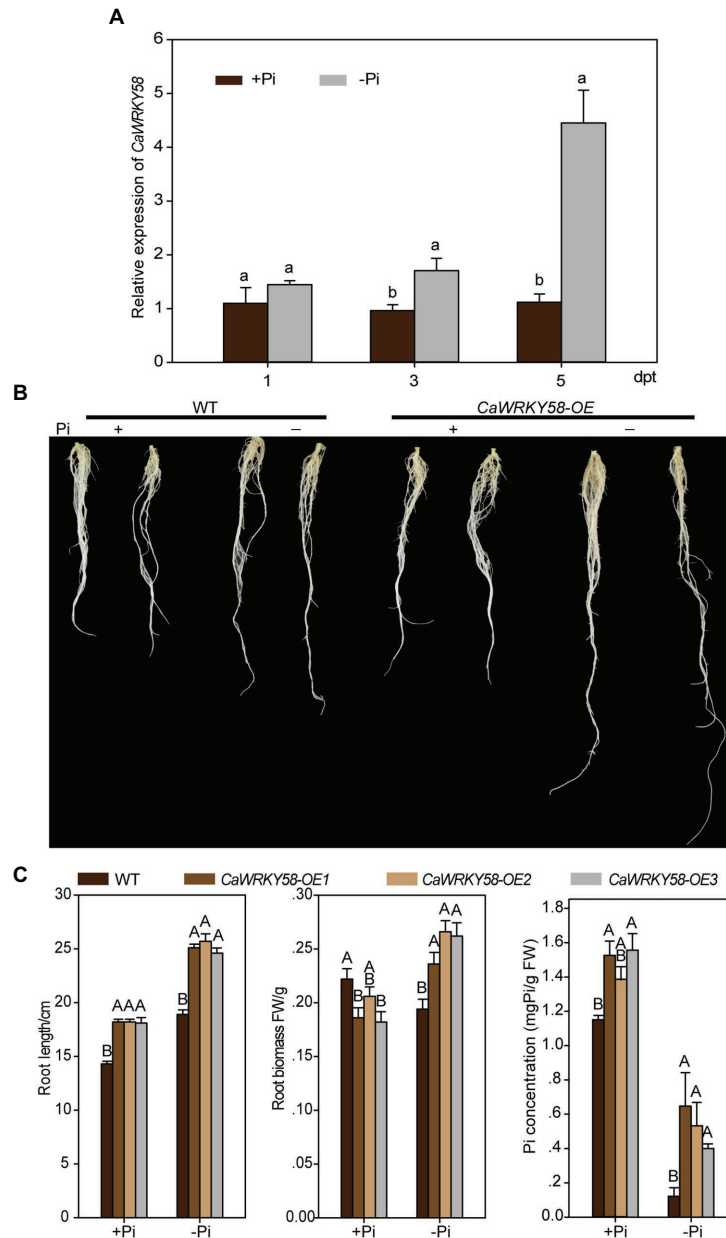 A
6
5
4
3
2
1
0
Relative expression of CaWRKY58
+Pi -Pi
a a
b a
b a
1 3 5 dpt
B
WT CaWRKY58-OE
Pi + – + –
C
WT CaWRKY58-OE1 CaWRKY58-OE2 CaWRKY58-OE3
30
25
20
15
10
5
0
Root length/cm
B A A A
B A A A
+Pi -Pi
.30
.25
.20
.15
.10
.05
0.00
Root biomass FW/g
A B A B B
B A A A
+Pi -Pi
1.8
1.6
1.4
1.2
1.0
.8
.6
.4
.2
0.0
Pi concentration (mgPi/g FW)
B A A B A
B A A A
+Pi -Pi